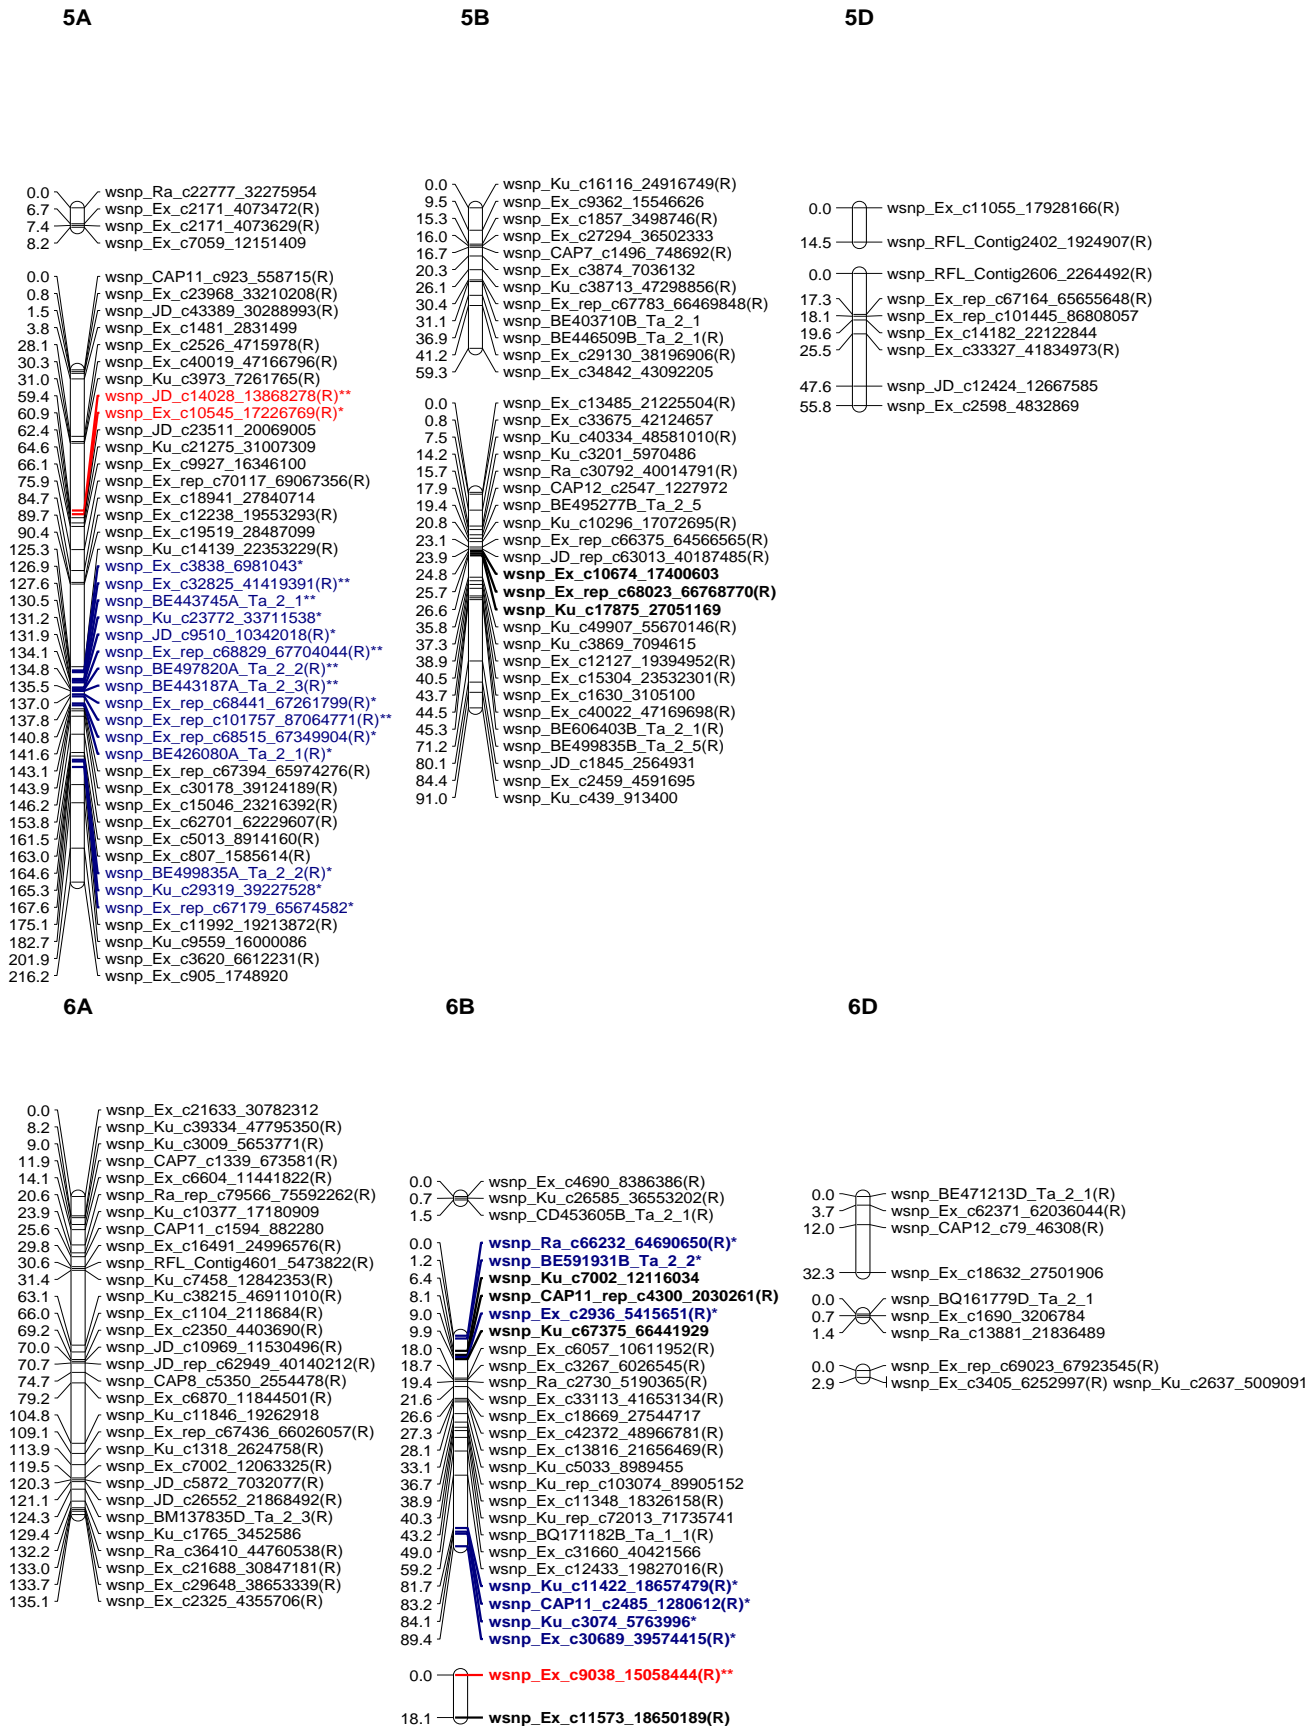 5A
0.0 wsnp_Ra_c22777_32275954
6.7 wsnp_Ex_c2171_4073472(R)
7.4 wsnp_Ex_c2171_4073629(R)
8.2 wsnp_Ex_c7059_12151409
0.0 wsnp_CAP11_c923_558715(R)
0.8 wsnp_Ex_c23968_33210208(R)
1.5 wsnp_JD_c43389_30288993(R)
3.8 wsnp_Ex_c1481_2831499
28.1 wsnp_Ex_c2526_4715978(R)
30.3 wsnp_Ex_c40019_47166796(R)
31.0 wsnp_Ku_c3973_7261765(R)
59.4 wsnp_JD_c14028_13868278(R)**
60.9 wsnp_Ex_c10545_17226769(R)*
62.4 wsnp_JD_c23511_20069005
64.6 wsnp_Ku_c21275_31007309
66.1 wsnp_Ex_c9927_16346100
75.9 wsnp_Ex_rep_c70117_69067356(R)
84.7 wsnp_Ex_c18941_27840714
89.7 wsnp_Ex_c12238_19553293(R)
90.4 wsnp_Ex_c19519_28487099
125.3 wsnp_Ku_c14139_22353229(R)
126.9 wsnp_Ex_c3838_6981043*
127.6 wsnp_Ex_c32825_41419391(R)**
130.5 wsnp_BE443745A_Ta_2_1**
131.2 wsnp_Ku_c23772_33711538*
131.9 wsnp_JD_c9510_10342018(R)*
134.1 wsnp_Ex_rep_c68829_67704044(R)**
134.8 wsnp_BE497820A_Ta_2_2(R)**
135.5 wsnp_BE443187A_Ta_2_3(R)**
137.0 wsnp_Ex_rep_c68441_67261799(R)*
137.8 wsnp_Ex_rep_c101757_87064771(R)**
140.8 wsnp_Ex_rep_c68515_67349904(R)*
141.6 wsnp_BE426080A_Ta_2_1(R)*
143.1 wsnp_Ex_rep_c67394_65974276(R)
143.9 wsnp_Ex_c30178_39124189(R)
146.2 wsnp_Ex_c15046_23216392(R)
153.8 wsnp_Ex_c62701_62229607(R)
161.5 wsnp_Ex_c5013_8914160(R)
163.0 wsnp_Ex_c807_1585614(R)
164.6 wsnp_BE499835A_Ta_2_2(R)*
165.3 wsnp_Ku_c29319_39227528*
167.6 wsnp_Ex_rep_c67179_65674582*
175.1 wsnp_Ex_c11992_19213872(R)
182.7 wsnp_Ku_c9559_16000086
201.9 wsnp_Ex_c3620_6612231(R)
216.2 wsnp_Ex_c905_1748920
5B
0.0 wsnp_Ku_c16116_24916749(R)
9.5 wsnp_Ex_c9362_15546626
15.3 wsnp_Ex_c1857_3498746(R)
16.0 wsnp_Ex_c27294_36502333
16.7 wsnp_CAP7_c1496_748692(R)
20.3 wsnp_Ex_c3874_7036132
26.1 wsnp_Ku_c38713_47298856(R)
30.4 wsnp_Ex_rep_c67783_66469848(R)
31.1 wsnp_BE403710B_Ta_2_1
36.9 wsnp_BE446509B_Ta_2_1(R)
41.2 wsnp_Ex_c29130_38196906(R)
59.3 wsnp_Ex_c34842_43092205
0.0 wsnp_Ex_c13485_21225504(R)
0.8 wsnp_Ex_c33675_42124657
7.5 wsnp_Ku_c40334_48581010(R)
14.2 wsnp_Ku_c3201_5970486
15.7 wsnp_Ra_c30792_40014791(R)
17.9 wsnp_CAP12_c2547_1227972
19.4 wsnp_BE495277B_Ta_2_5
20.8 wsnp_Ku_c10296_17072695(R)
23.1 wsnp_Ex_rep_c66375_64566565(R)
23.9 wsnp_JD_rep_c63013_40187485(R)
24.8 wsnp_Ex_c10674_17400603
25.7 wsnp_Ex_rep_c68023_66768770(R)
26.6 wsnp_Ku_c17875_27051169
35.8 wsnp_Ku_c49907_55670146(R)
37.3 wsnp_Ku_c3869_7094615
38.9 wsnp_Ex_c12127_19394952(R)
40.5 wsnp_Ex_c15304_23532301(R)
43.7 wsnp_Ex_c1630_3105100
44.5 wsnp_Ex_c40022_47169698(R)
45.3 wsnp_BE606403B_Ta_2_1(R)
71.2 wsnp_BE499835B_Ta_2_5(R)
80.1 wsnp_JD_c1845_2564931
84.4 wsnp_Ex_c2459_4591695
91.0 wsnp_Ku_c439_913400
5D
0.0 wsnp_Ex_c11055_17928166(R)
14.5 wsnp_RFL_Contig2402_1924907(R)
0.0 wsnp_RFL_Contig2606_2264492(R)
17.3 wsnp_Ex_rep_c67164_65655648(R)
18.1 wsnp_Ex_rep_c101445_86808057
19.6 wsnp_Ex_c14182_22122844
25.5 wsnp_Ex_c33327_41834973(R)
47.6 wsnp_JD_c12424_12667585
55.8 wsnp_Ex_c2598_4832869
6A
0.0 wsnp_Ex_c21633_30782312
8.2 wsnp_Ku_c39334_47795350(R)
9.0 wsnp_Ku_c3009_5653771(R)
11.9 wsnp_CAP7_c1339_673581(R)
14.1 wsnp_Ex_c6604_11441822(R)
20.6 wsnp_Ra_rep_c79566_75592262(R)
23.9 wsnp_Ku_c10377_17180909
25.6 wsnp_CAP11_c1594_882280
29.8 wsnp_Ex_c16491_24996576(R)
30.6 wsnp_RFL_Contig4601_5473822(R)
31.4 wsnp_Ku_c7458_12842353(R)
63.1 wsnp_Ku_c38215_46911010(R)
66.0 wsnp_Ex_c1104_2118684(R)
69.2 wsnp_Ex_c2350_4403690(R)
70.0 wsnp_JD_c10969_11530496(R)
70.7 wsnp_JD_rep_c62949_40140212(R)
74.7 wsnp_CAP8_c5350_2554478(R)
79.2 wsnp_Ex_c6870_11844501(R)
104.8 wsnp_Ku_c11846_19262918
109.1 wsnp_Ex_rep_c67436_66026057(R)
113.9 wsnp_Ku_c1318_2624758(R)
119.5 wsnp_Ex_c7002_12063325(R)
120.3 wsnp_JD_c5872_7032077(R)
121.1 wsnp_JD_c26552_21868492(R)
124.3 wsnp_BM137835D_Ta_2_3(R)
129.4 wsnp_Ku_c1765_3452586
132.2 wsnp_Ra_c36410_44760538(R)
133.0 wsnp_Ex_c21688_30847181(R)
133.7 wsnp_Ex_c29648_38653339(R)
135.1 wsnp_Ex_c2325_4355706(R)
6B
0.0 wsnp_Ex_c4690_8386386(R)
0.7 wsnp_Ku_c26585_36553202(R)
1.5 wsnp_CD453605B_Ta_2_1(R)
0.0 wsnp_Ra_c66232_64690650(R)*
1.2 wsnp_BE591931B_Ta_2_2*
6.4 wsnp_Ku_c7002_12116034
8.1 wsnp_CAP11_rep_c4300_2030261(R)
9.0 wsnp_Ex_c2936_5415651(R)*
9.9 wsnp_Ku_c67375_66441929
18.0 wsnp_Ex_c6057_10611952(R)
18.7 wsnp_Ex_c3267_6026545(R)
19.4 wsnp_Ra_c2730_5190365(R)
21.6 wsnp_Ex_c33113_41653134(R)
26.6 wsnp_Ex_c18669_27544717
27.3 wsnp_Ex_c42372_48966781(R)
28.1 wsnp_Ex_c13816_21656469(R)
33.1 wsnp_Ku_c5033_8989455
36.7 wsnp_Ku_rep_c103074_89905152
38.9 wsnp_Ex_c11348_18326158(R)
40.3 wsnp_Ku_rep_c72013_71735741
43.2 wsnp_BQ171182B_Ta_1_1(R)
49.0 wsnp_Ex_c31660_40421566
59.2 wsnp_Ex_c12433_19827016(R)
81.7 wsnp_Ku_c11422_18657479(R)*
83.2 wsnp_CAP11_c2485_1280612(R)*
84.1 wsnp_Ku_c3074_5763996*
89.4 wsnp_Ex_c30689_39574415(R)*
0.0 wsnp_Ex_c9038_15058444(R)**
18.1 wsnp_Ex_c11573_18650189(R)
6D
0.0 wsnp_BE471213D_Ta_2_1(R)
3.7 wsnp_Ex_c62371_62036044(R)
12.0 wsnp_CAP12_c79_46308(R)
32.3 wsnp_Ex_c18632_27501906
0.0 wsnp_BQ161779D_Ta_2_1
0.7 wsnp_Ex_c1690_3206784
1.4 wsnp_Ra_c13881_21836489
0.0 wsnp_Ex_rep_c69023_67923545(R)
2.9 wsnp_Ex_c3405_6252997(R) wsnp_Ku_c2637_5009091